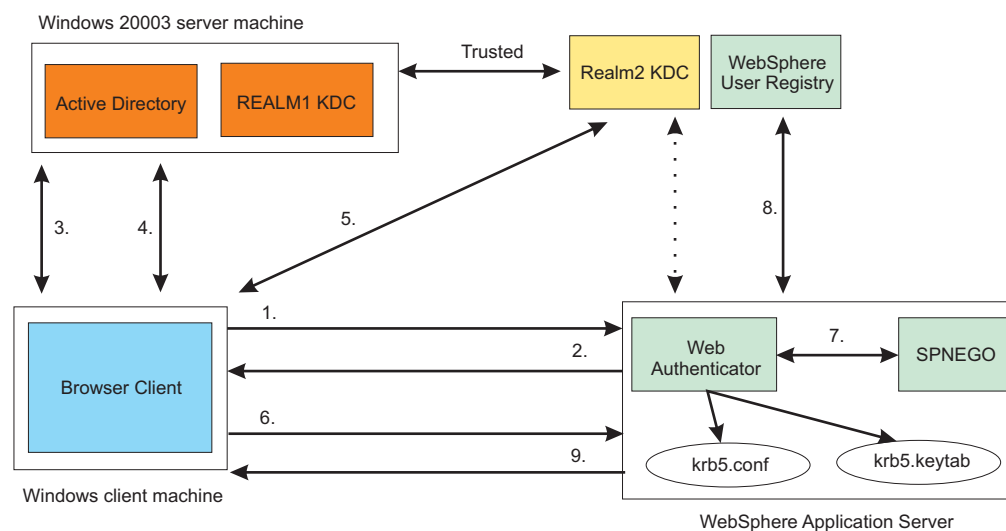 Windows 20003 server machine
Active Directory
REALM1 KDC
Trusted
Realm2 KDC
WebSphere
User Registry
3.
4.
5.
8.
1.
2.
6.
9.
Browser Client
Windows client machine
Web
Authenticator
7.
SPNEGO
krb5.conf
krb5.keytab
WebSphere Application Server